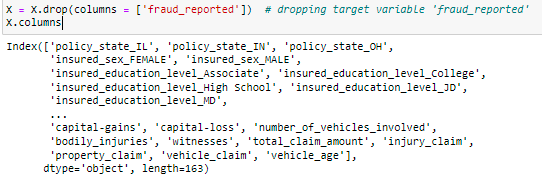 X = X.drop(columns = ['fraud_reported'])  # dropping target variable 'fraud_reported'
X.columns
Index(['policy_state_IL', 'policy_state_IN', 'policy_state_OH',
'insured_sex_FEMALE', 'insured_sex_MALE',
'insured_education_level_Associate', 'insured_education_level_College',
'insured_education_level_High School', 'insured_education_level_JD',
'insured_education_level_MD',
...
'capital-gains', 'capital-loss', 'number_of_vehicles_involved',
'bodily_injuries', 'witnesses', 'total_claim_amount', 'injury_claim',
'property_claim', 'vehicle_claim', 'vehicle_age'],
dtype='object', length=163)